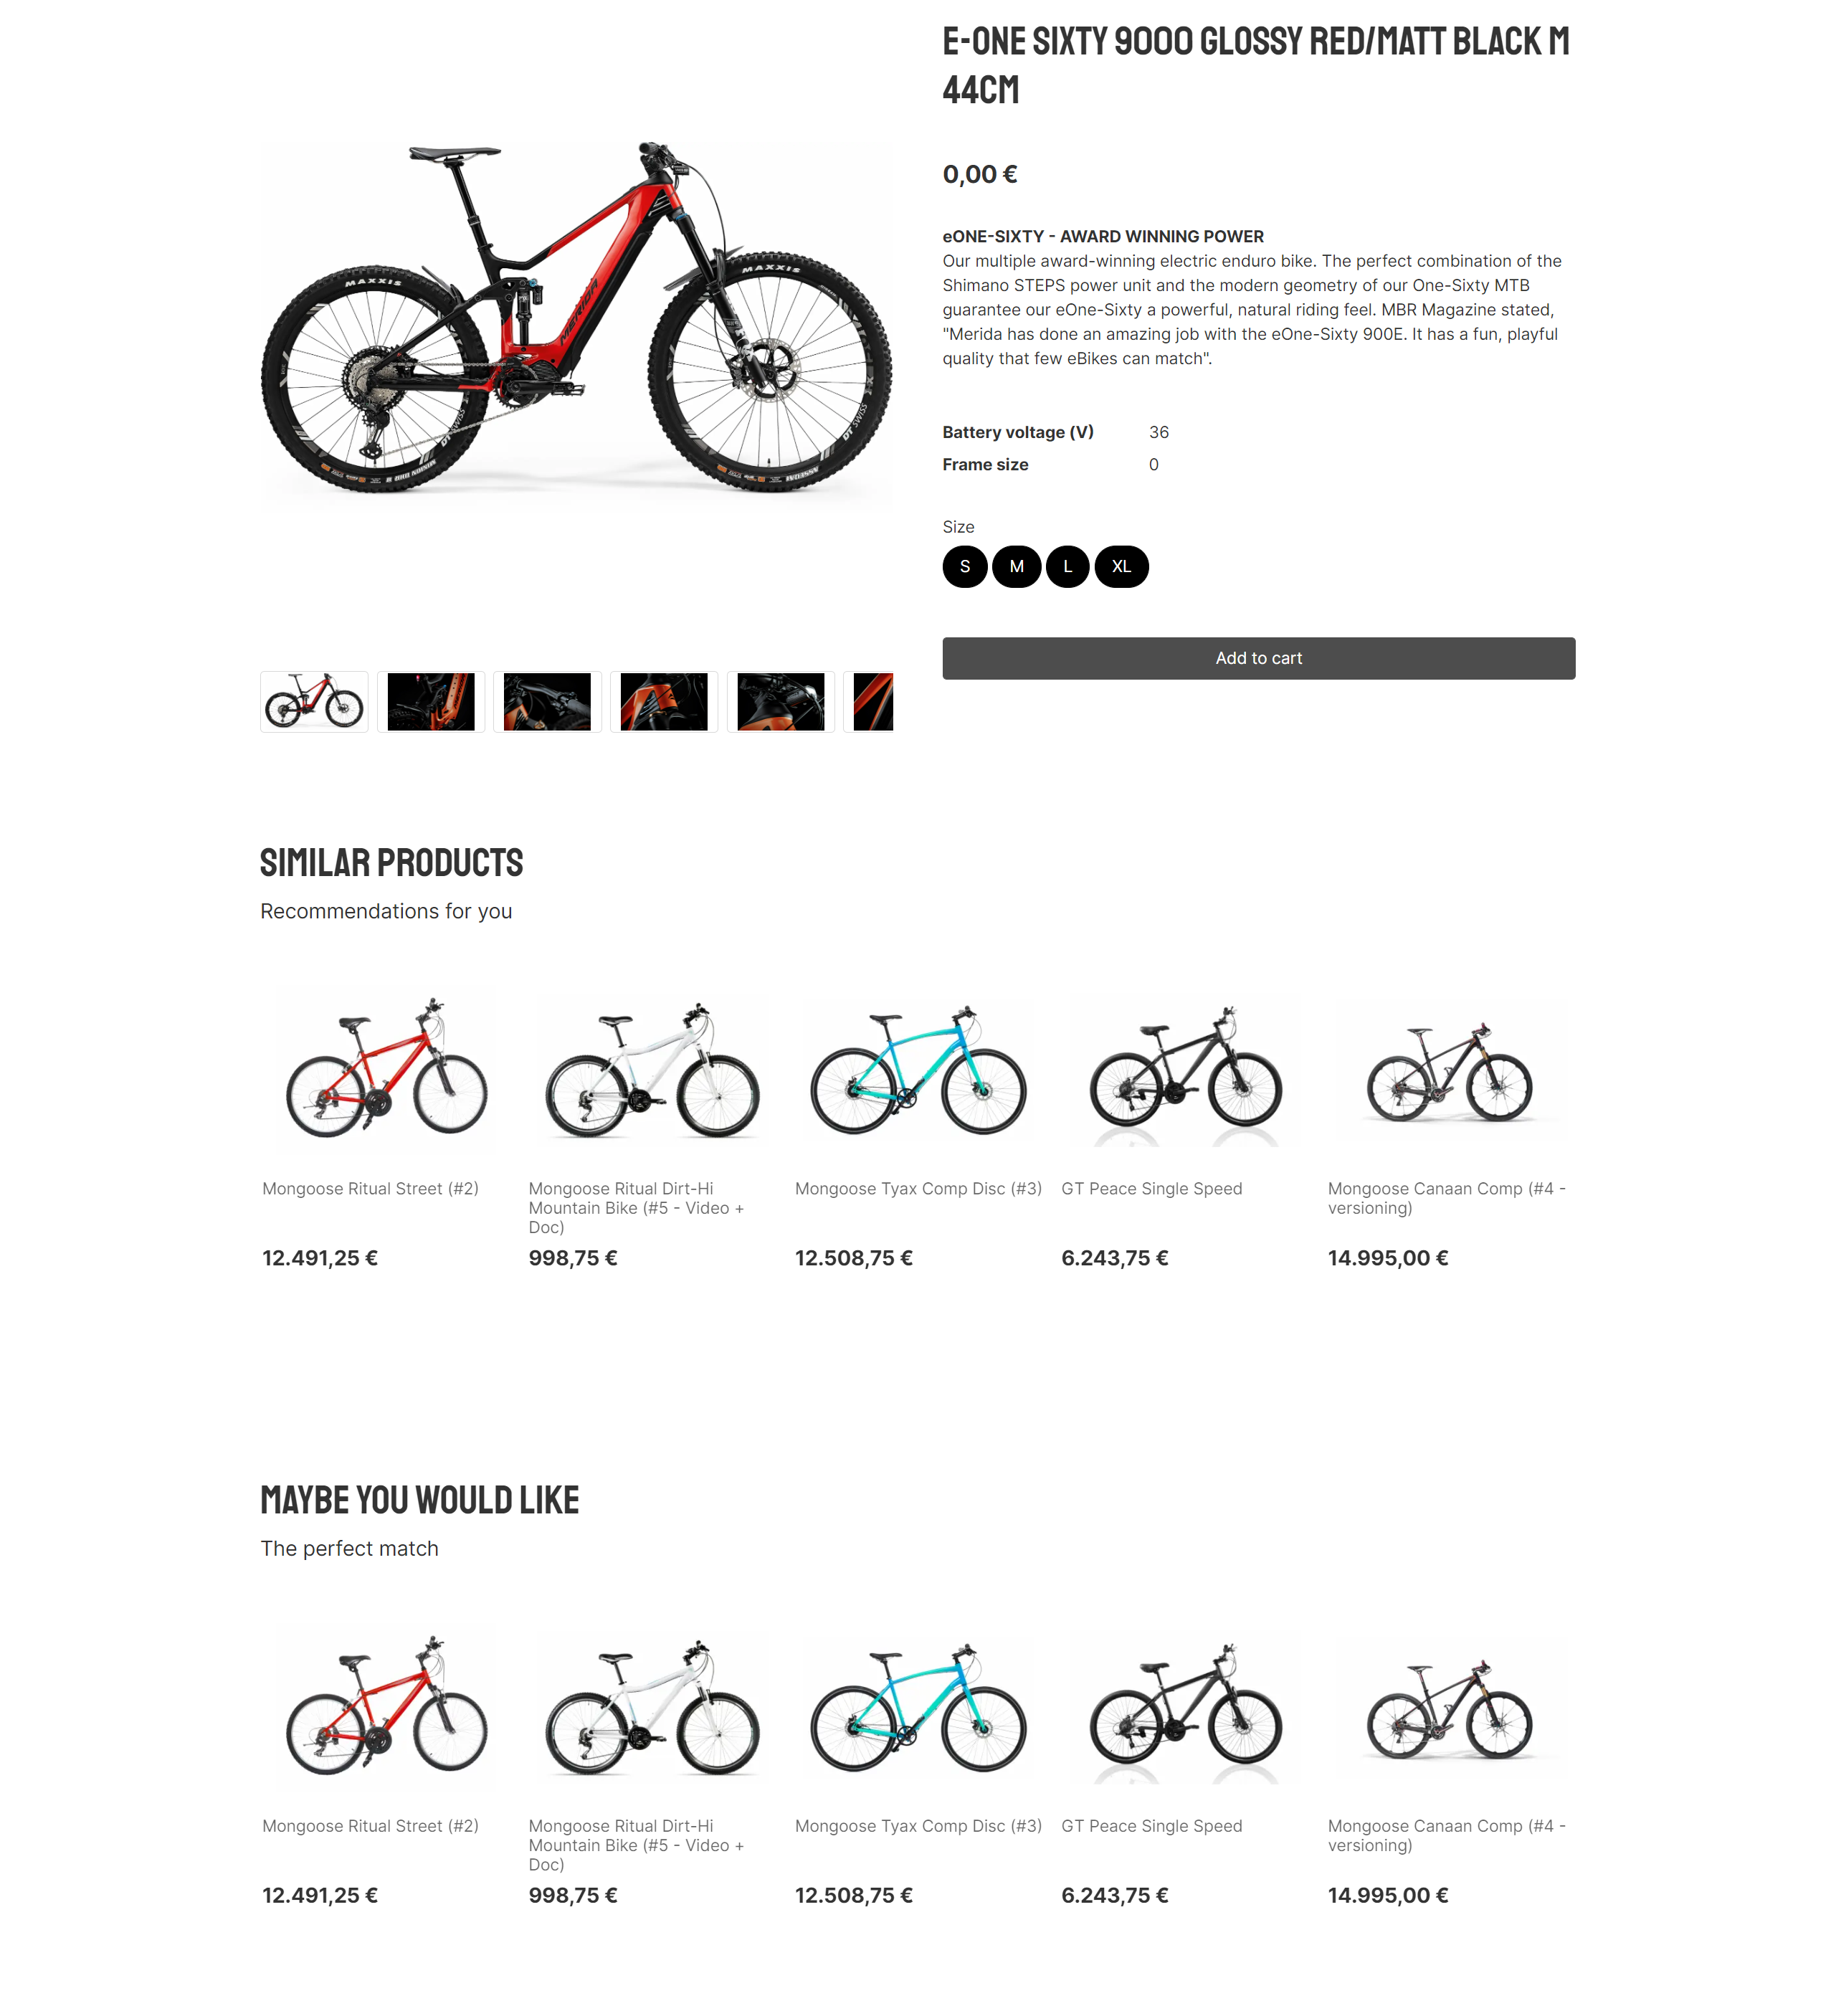 E-ONE SIXTY 9000 GLOSSY RED/MATT BLACK M
44CM
0,00 €
eONE-SIXTY - AWARD WINNING POWER
Our multiple award-winning electric enduro bike. The perfect combination of the
Shimano STEPS power unit and the modern geometry of our One-Sixty MTB
guarantee our eOne-Sixty a powerful, natural riding feel. MBR Magazine stated,
"Merida has done an amazing job with the eOne-Sixty 900E. It has a fun, playful
quality that few eBikes can match".
Battery voltage (V) 36
Frame size 0
Size
S M L XL
Add to cart
MAXXIS
MAXXIS
MERIDA
DT SWISS
DT SWISS
SIMILAR PRODUCTS
Recommendations for you
Mongoose Ritual Street (#2)
12.491,25 €
Mongoose Ritual Dirt-Hi
Mountain Bike (#5 - Video +
Doc)
998,75 €
Mongoose Tyax Comp Disc (#3)
12.508,75 €
GT Peace Single Speed
6.243,75 €
Mongoose Canaan Comp (#4 -
versioning)
14.995,00 €
MAYBE YOU WOULD LIKE
The perfect match
Mongoose Ritual Street (#2)
12.491,25 €
Mongoose Ritual Dirt-Hi
Mountain Bike (#5 - Video +
Doc)
998,75 €
Mongoose Tyax Comp Disc (#3)
12.508,75 €
GT Peace Single Speed
6.243,75 €
Mongoose Canaan Comp (#4 -
versioning)
14.995,00 €